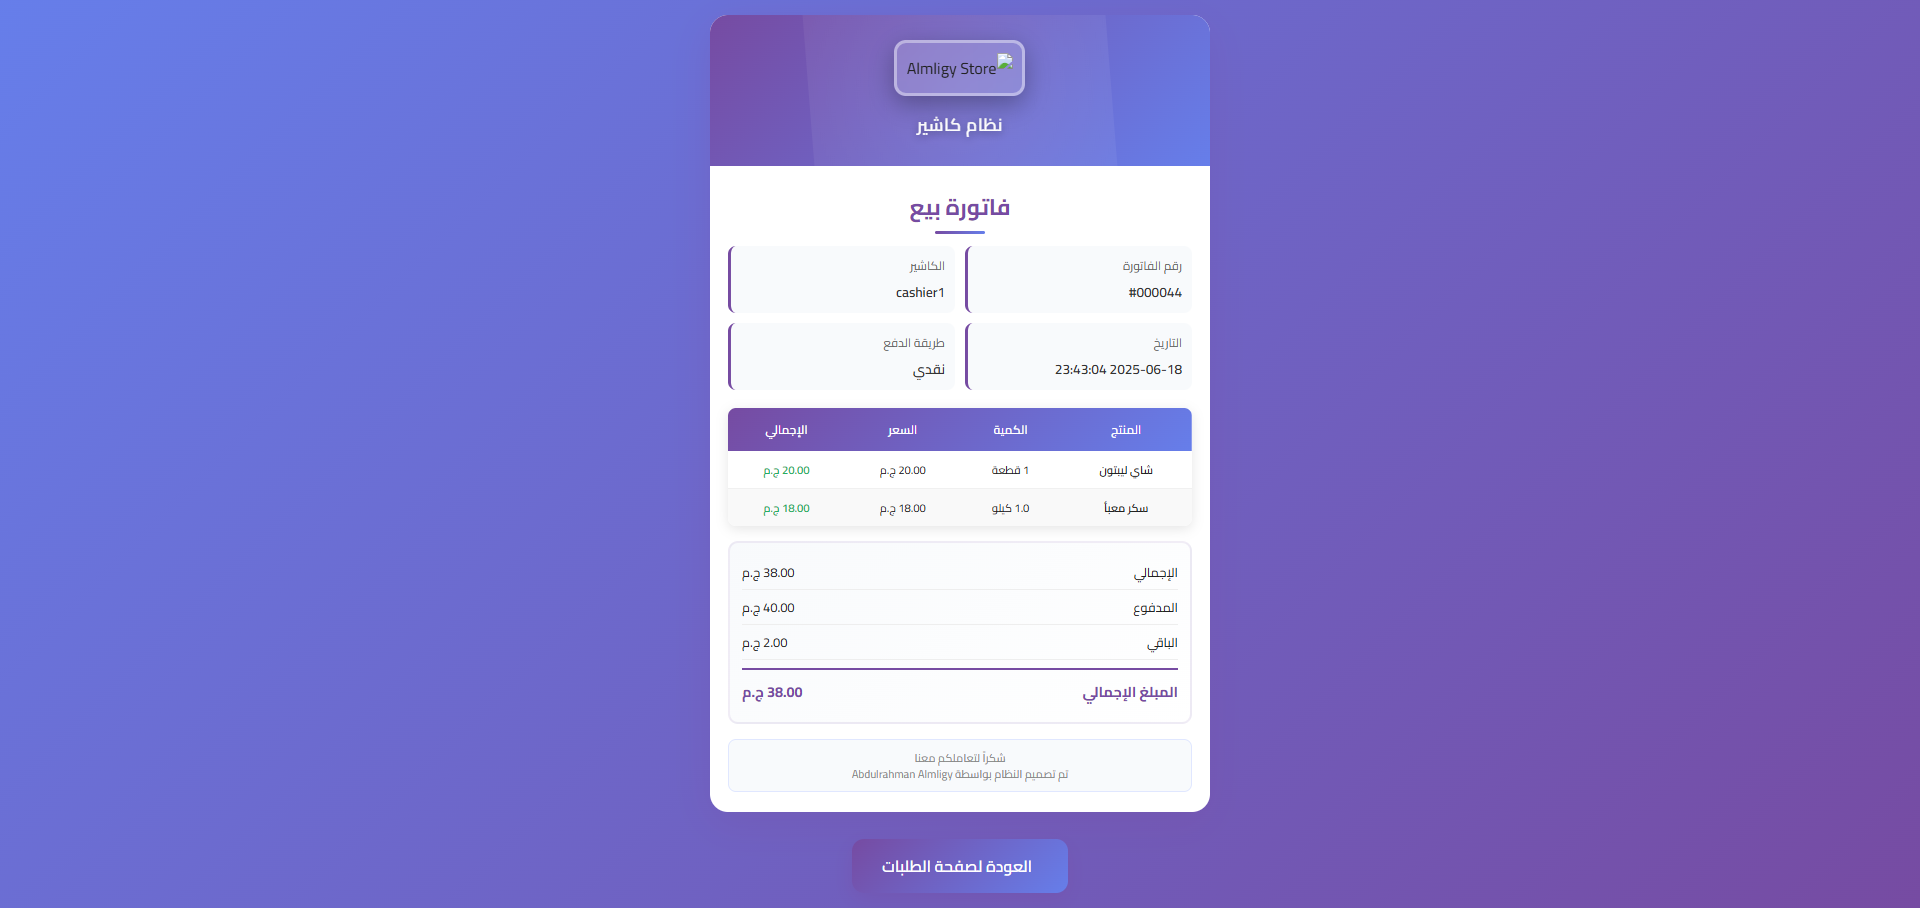 Almligy Store
نظام كاشير
فاتورة بيع
رقم الفاتورة
#000044
الكاشير
cashier1
التاريخ
2025-06-18 23:43:04
طريقة الدفع
نقدي
المنتج الكمية السعر الإجمالي
شاي ليبتون 1 قطعة 20.00 ج.م 20.00 ج.م
سكر معبأ 1.0 كيلو 18.00 ج.م 18.00 ج.م
الإجمالي 38.00 ج.م
المدفوع 40.00 ج.م
الباقي 2.00 ج.م
المبلغ الإجمالي 38.00 ج.م
شكراً لتعاملكم معنا
تم تصميم النظام بواسطة Abdulrahman Almligy
العودة لصفحة الطلبات